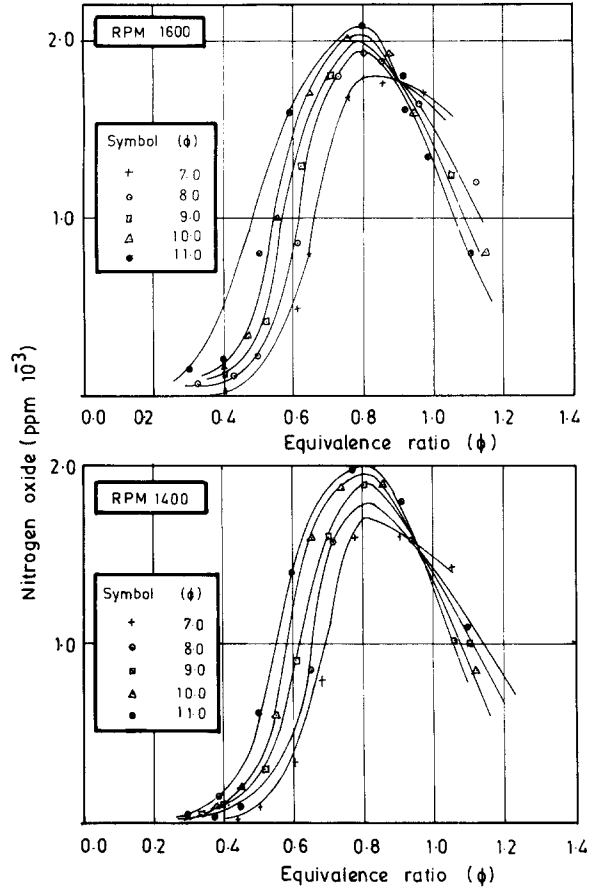 RPM 1600
Symbol (ϕ)
+ 7.0
8.0
9.0
10.0
11.0
2.0
1.0
0.0 02 0.4 0.6 0.8 1.0 1.2 1.4
Equivalence ratio (ϕ)
Nitrogen oxide (ppm 10⁻³)
RPM 1400
Symbol (ϕ)
+ 7.0
8.0
9.0
10.0
11.0
2.0
1.0
0.0 0.2 0.4 0.6 0.8 1.0 1.2 1.4
Equivalence ratio (ϕ)